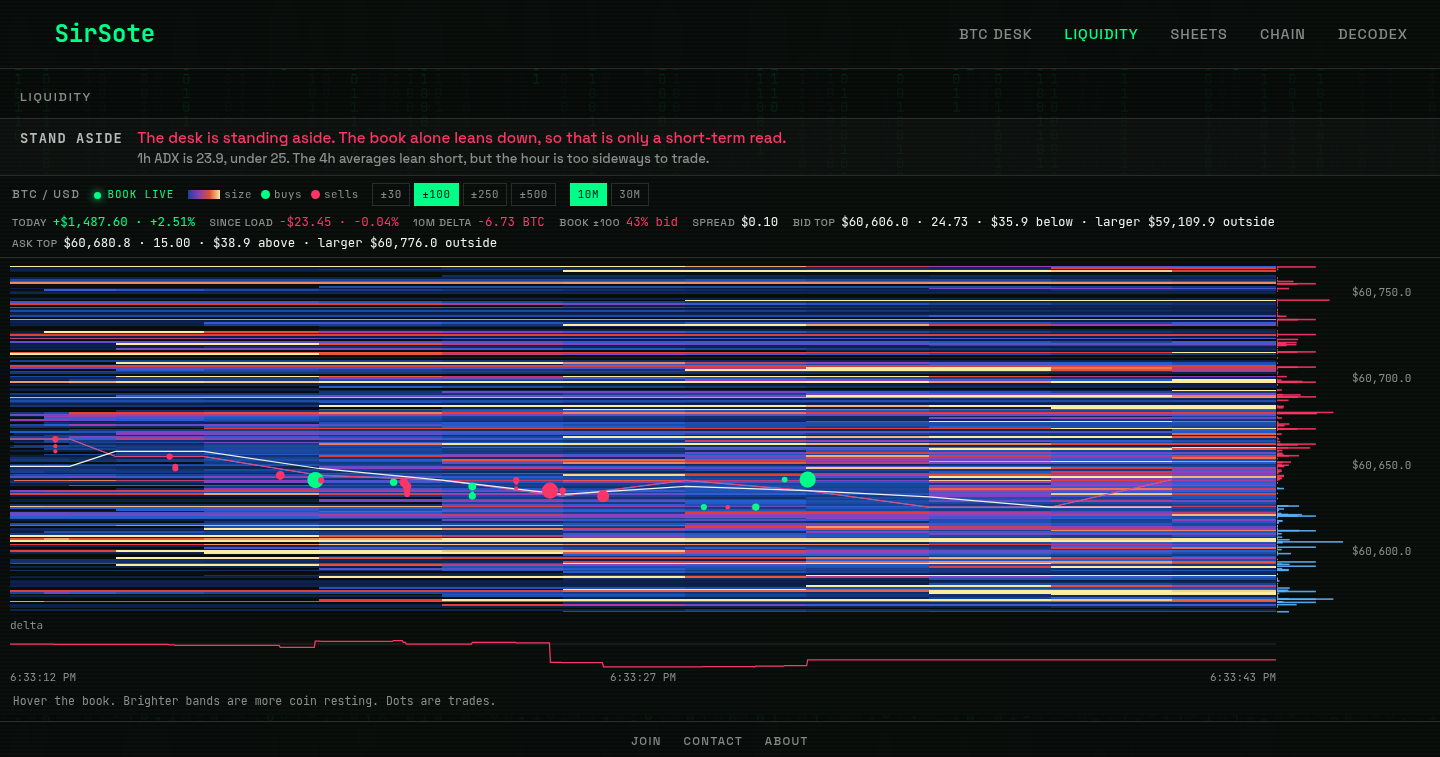 SirSote
BTC DESK LIQUIDITY SHEETS CHAIN DECODEX
LIQUIDITY
STAND ASIDE The desk is standing aside. The book alone leans down, so that is only a short-term read.
1h ADX is 23.9, under 25. The 4h averages lean short, but the hour is too sideways to trade.
BTC / USD BOOK LIVE size buys sells ±30 ±100 ±250 ±500 10M 30M
TODAY +$1,487.60 · +2.51% SINCE LOAD -$23.45 · -0.04% 10M DELTA -6.73 BTC BOOK ±100 43% bid SPREAD $0.10 BID TOP $60,606.0 · 24.73 · $35.9 below · larger $59,109.9 outside
ASK TOP $60,680.8 · 15.00 · $38.9 above · larger $60,776.0 outside
$60,750.0
$60,700.0
$60,650.0
$60,600.0
delta
6:33:12 PM 6:33:27 PM 6:33:43 PM
Hover the book. Brighter bands are more coin resting. Dots are trades.
JOIN CONTACT ABOUT